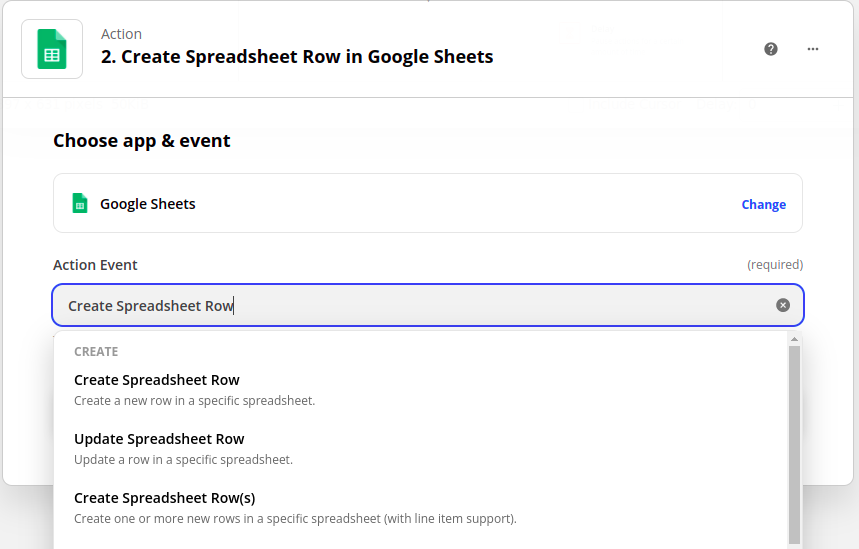 Action
2. Create Spreadsheet Row in Google Sheets
Choose app & event
Google Sheets
Change
Action Event
(required)
Create Spreadsheet Row
CREATE
Create Spreadsheet Row
Create a new row in a specific spreadsheet.
Update Spreadsheet Row
Update a row in a specific spreadsheet.
Create Spreadsheet Row(s)
Create one or more new rows in a specific spreadsheet (with line item support).